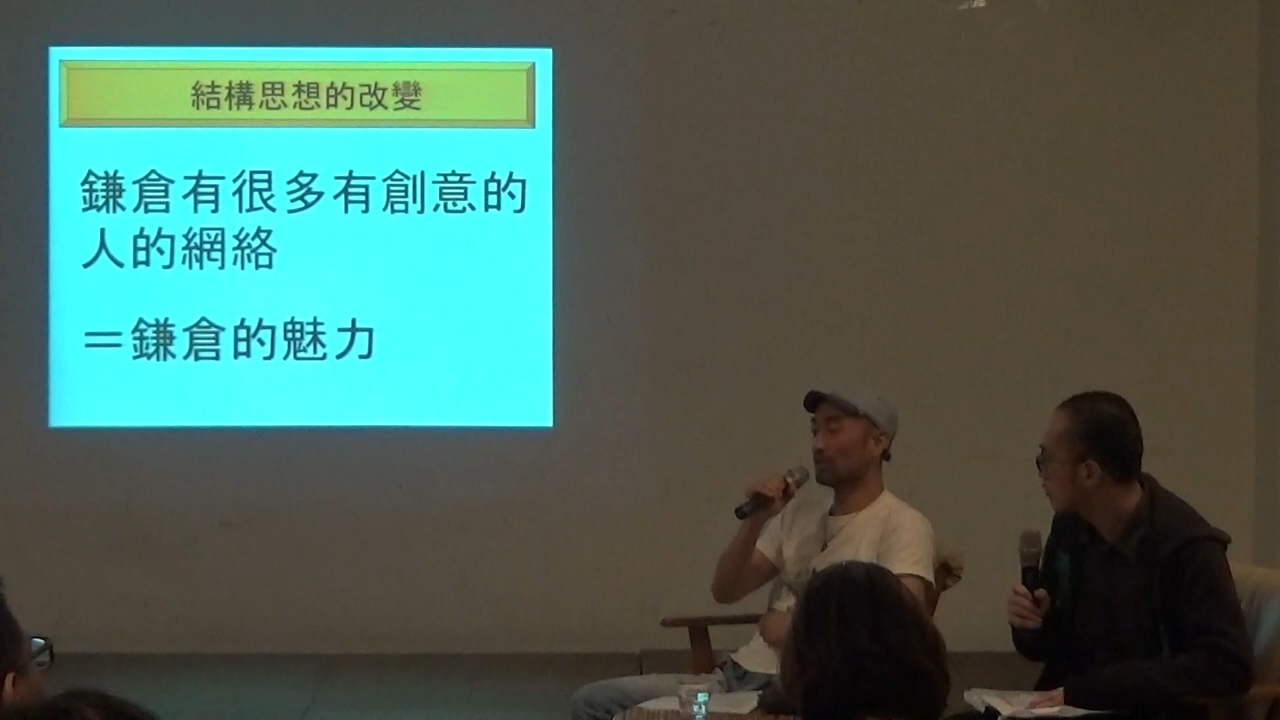 結構思想的改變
鎌倉有很多有創意的
人的網絡
＝鎌倉的魅力